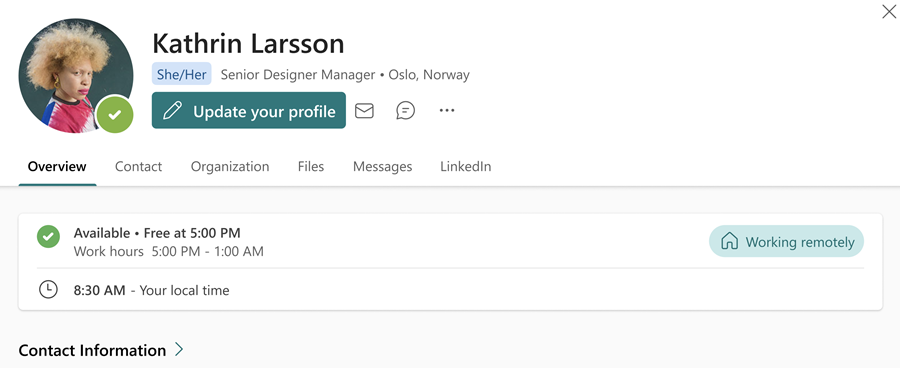 Kathrin Larsson
She/Her Senior Designer Manager • Oslo, Norway
Update your profile
Overview Contact Organization Files Messages LinkedIn
Available • Free at 5:00 PM
Work hours 5:00 PM - 1:00 AM
Working remotely
8:30 AM - Your local time
Contact Information